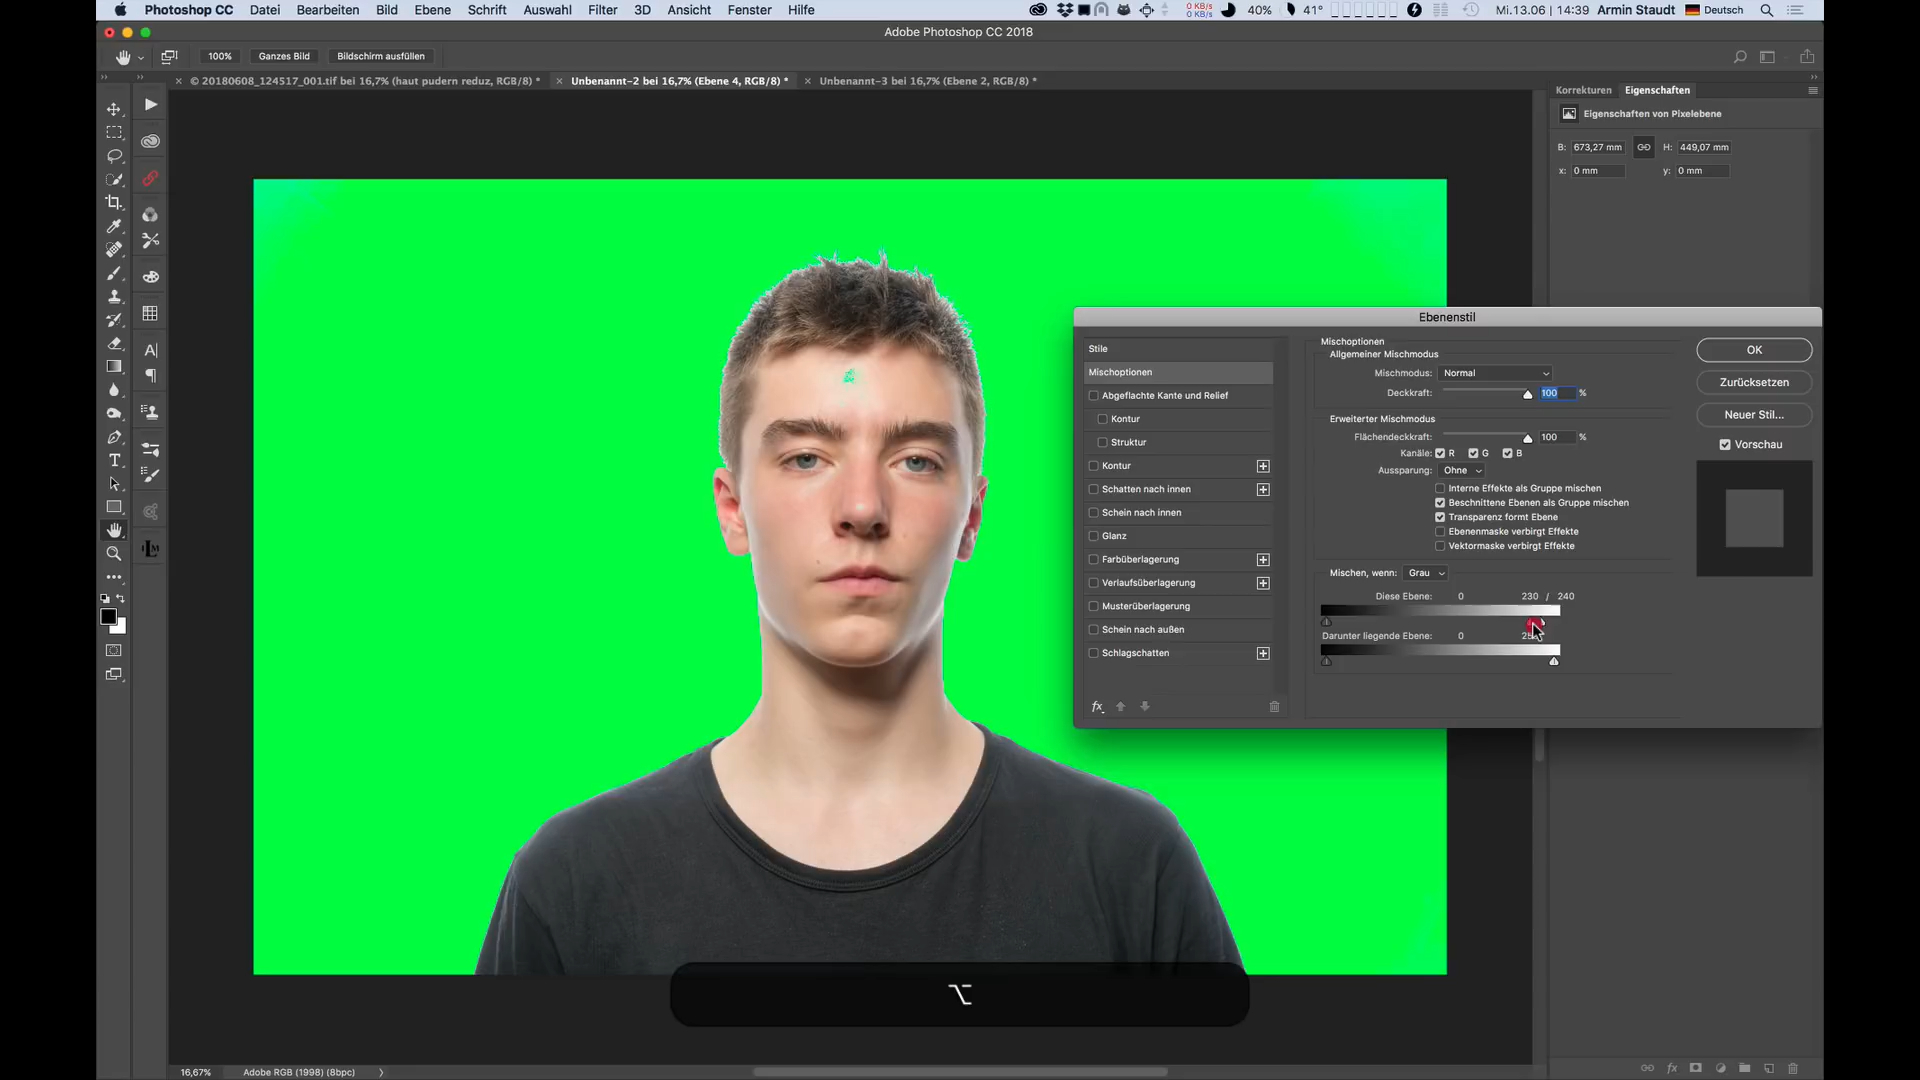 Photoshop CC Datei Bearbeiten Bild Ebene Schrift Auswahl Filter 3D Ansicht Fenster Hilfe 0 KB/s 0 KB/s 40% 41° Mi.13.06 | 14:39 Armin Staudt Deutsch
Adobe Photoshop CC 2018
100% Ganzes Bild Bildschirm ausfüllen
× © 20180608_124517_001.tif bei 16,7% (haut pudern reduz, RGB/8) * × Unbenannt-2 bei 16,7% (Ebene 4, RGB/8) * × Unbenannt-3 bei 16,7% (Ebene 2, RGB/8) *
Korrekturen Eigenschaften
Eigenschaften von Pixelebene
B: 673,27 mm H: 449,07 mm
x: 0 mm y: 0 mm
Ebenenstil
Stile
Mischoptionen
Abgeflachte Kante und Relief
Kontur
Struktur
Kontur
Schatten nach innen
Schein nach innen
Glanz
Farbüberlagerung
Verlaufsüberlagerung
Musterüberlagerung
Schein nach außen
Schlagschatten
fx
Mischoptionen
Allgemeiner Mischmodus
Mischmodus: Normal
Deckkraft: 100 %
Erweiterter Mischmodus
Flächendeckkraft: 100 %
Kanäle: R G B
Aussparung: Ohne
Interne Effekte als Gruppe mischen
Beschnittene Ebenen als Gruppe mischen
Transparenz formt Ebene
Ebenenmaske verbirgt Effekte
Vektormaske verbirgt Effekte
Mischen, wenn: Grau
Diese Ebene: 0 230 / 240
Darunter liegende Ebene: 0
OK
Zurücksetzen
Neuer Stil...
Vorschau
⌥
16,67% Adobe RGB (1998) (8bpc)
fx